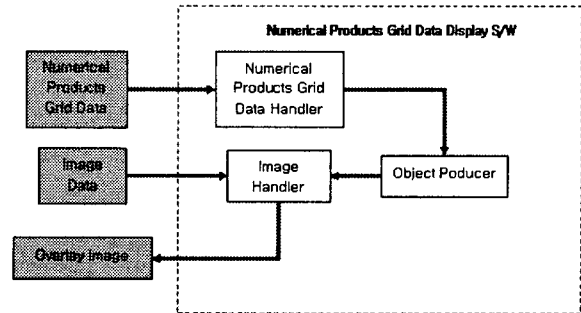 Numerical Products Grid Data Display S/W
Numerical
Products
Grid Data
Numerical
Products Grid
Data Handler
Image
Data
Image
Handler
Object Poducer
Overlay Image